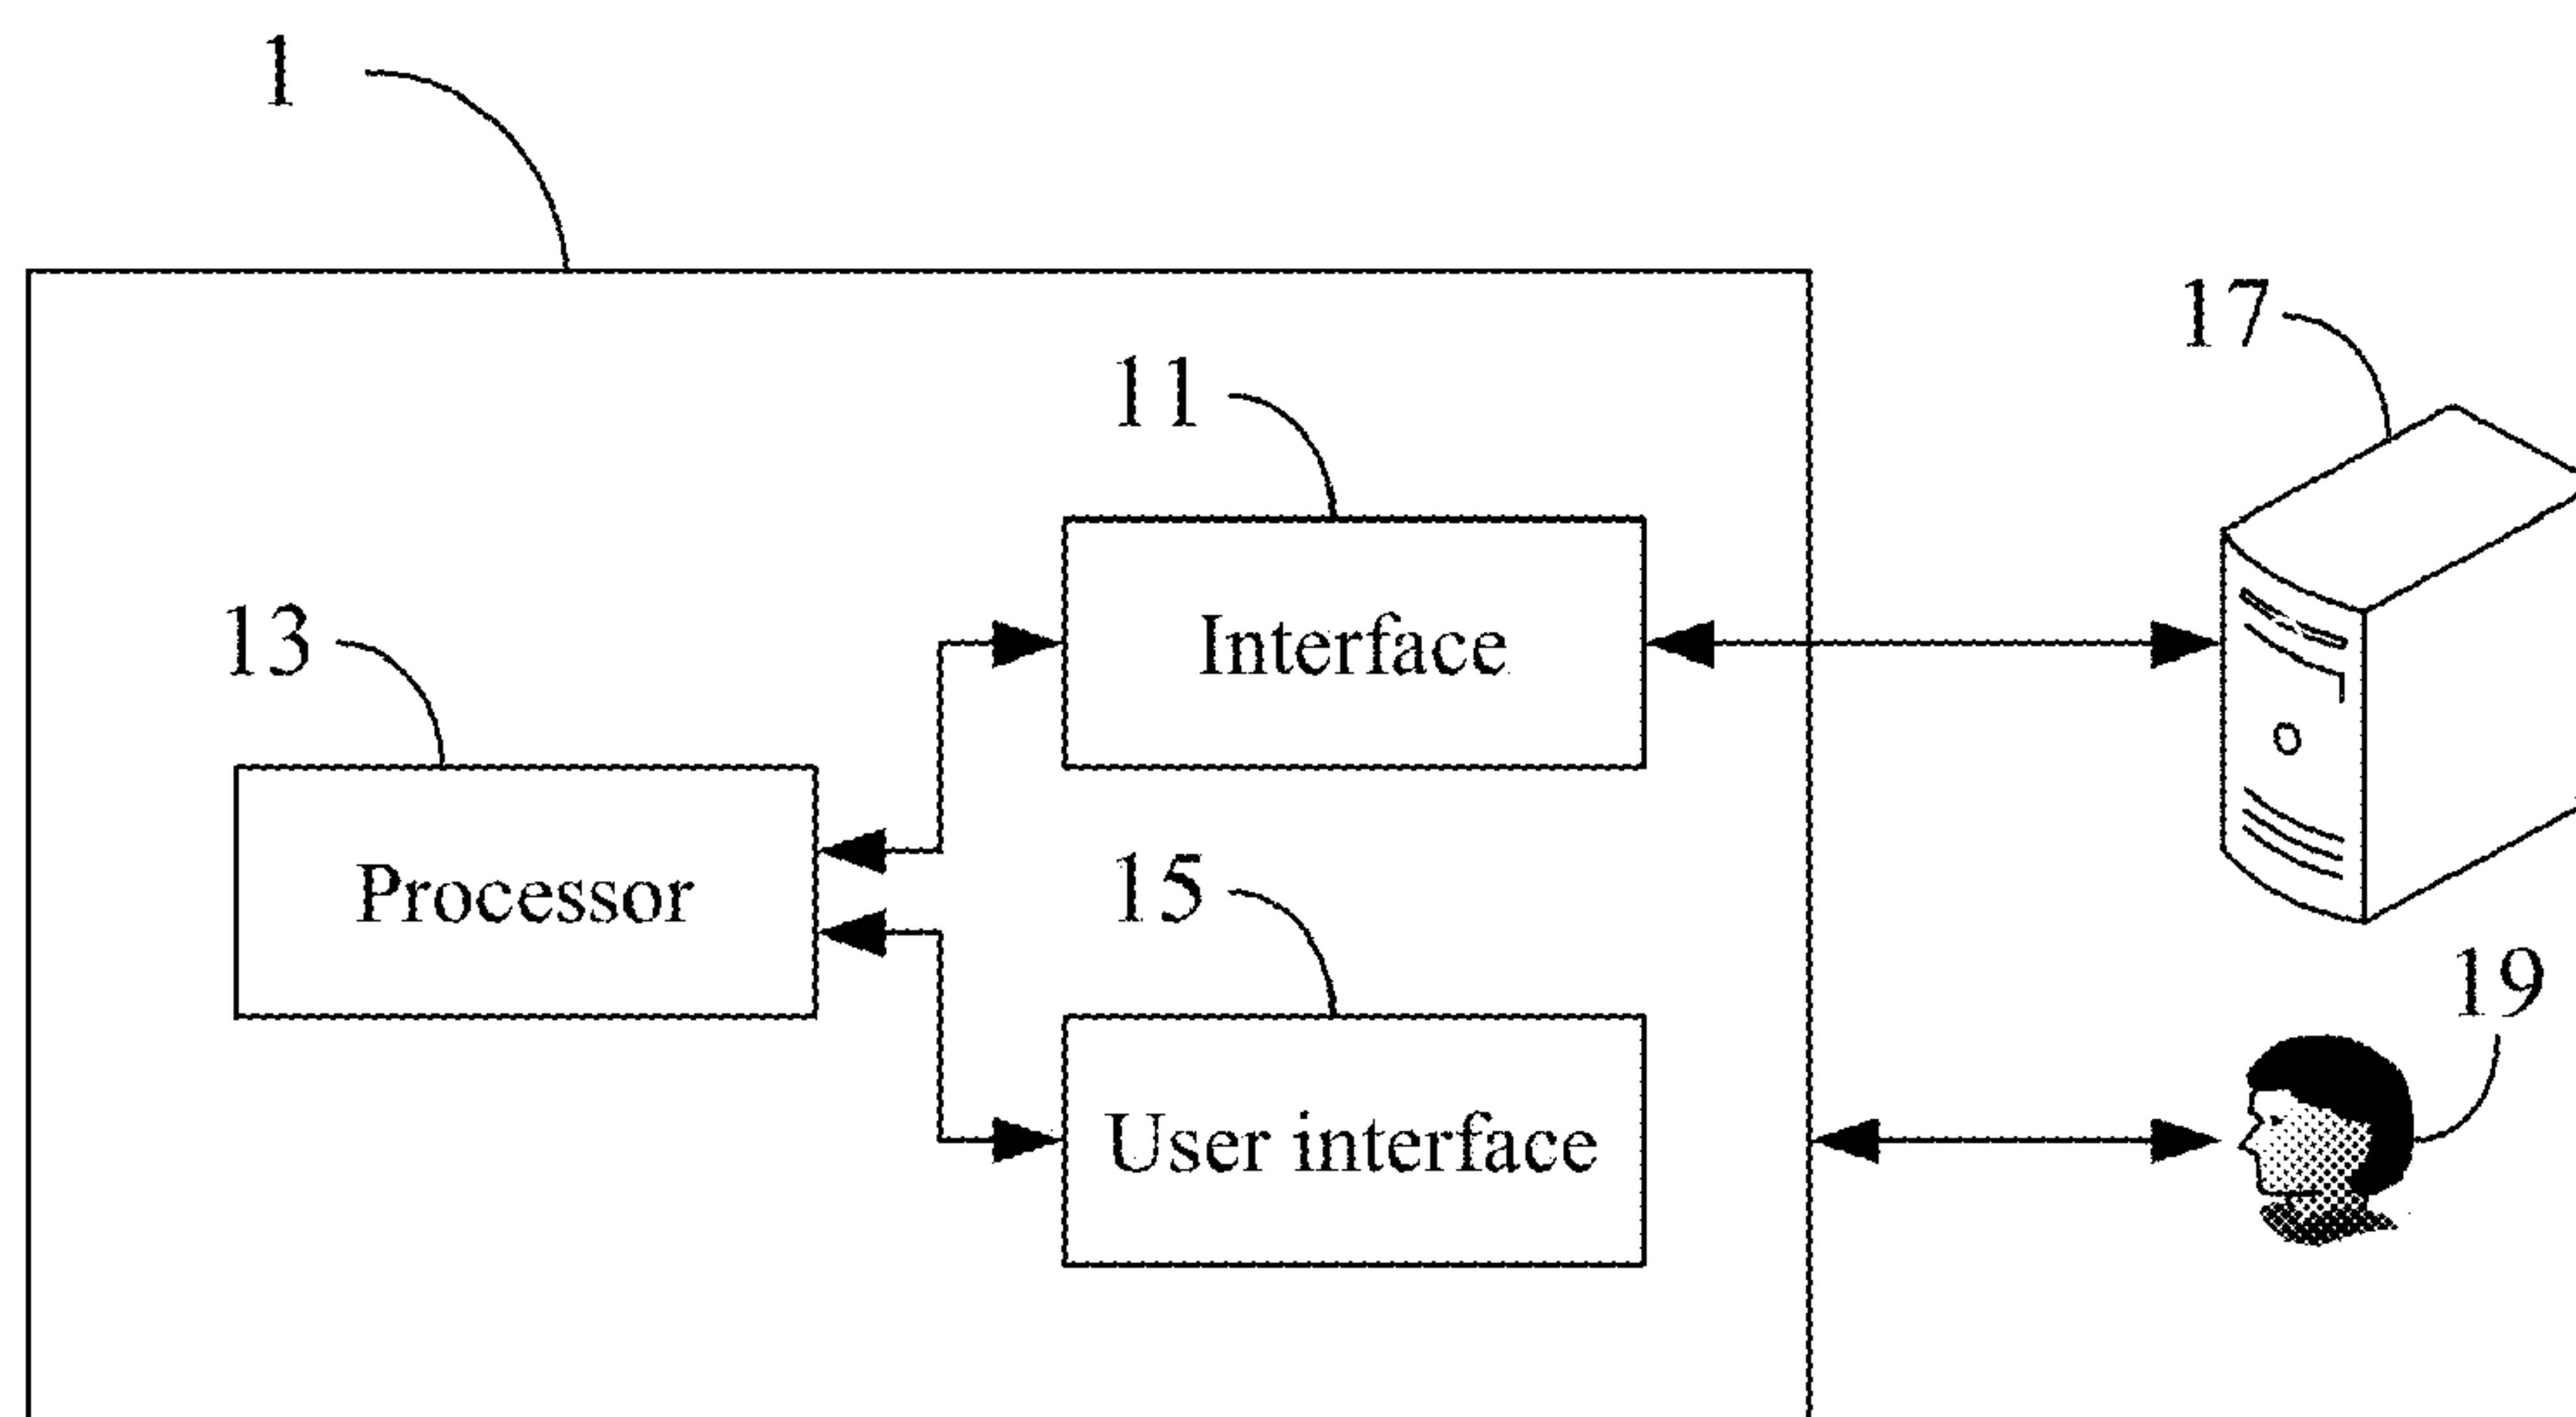 1
17
11
Interface
13
Processor
15
19
User interface